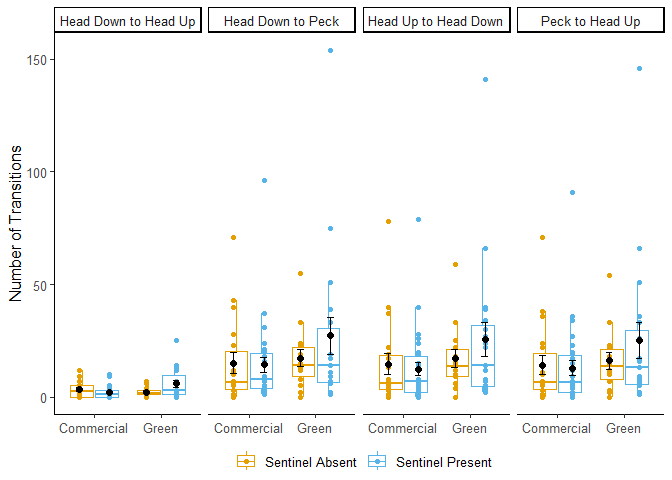 Head Down to Head Up
Head Down to Peck
Head Up to Head Down
Peck to Head Up
Number of Transitions
150
100
50
0
Commercial Green
Commercial Green
Commercial Green
Commercial Green
Sentinel Absent Sentinel Present